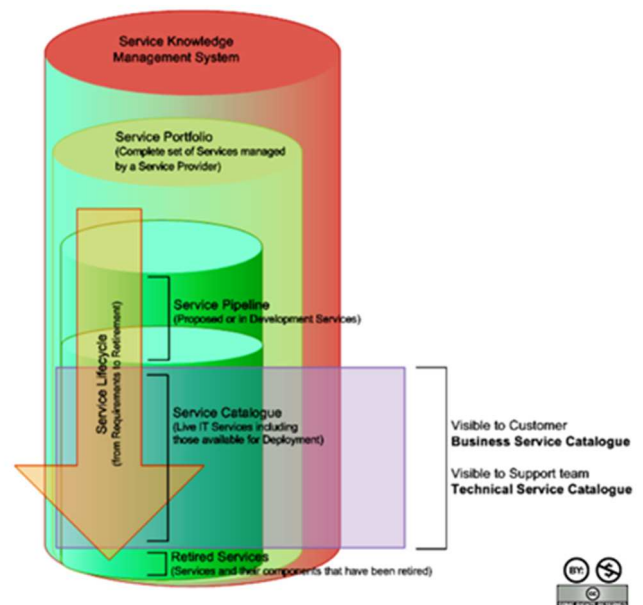 Service Knowledge
Management System
Service Portfolio
(Complete set of Services managed
by a Service Provider)
Service Pipeline
(Proposed or in Development Services)
Service Lifecycle
(from Requirements to Retirement)
Service Catalogue
(Live IT Services including
those available for Deployment)
Visible to Customer
Business Service Catalogue
Visible to Support team
Technical Service Catalogue
Retired Services
(Services and their components that have been retired)
BY:
cc